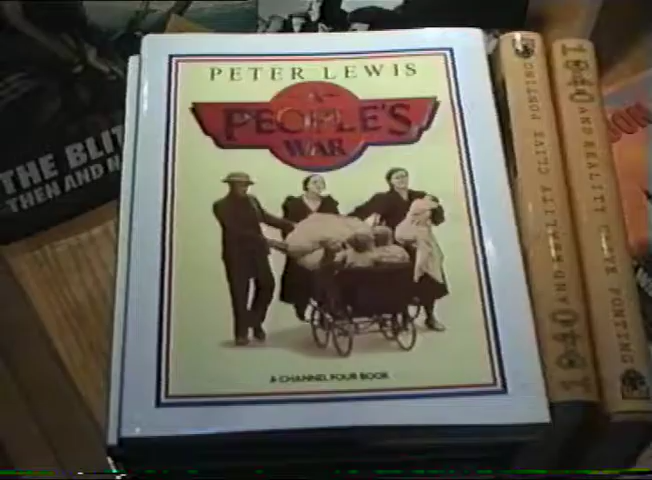 PETER LEWIS
A
PEOPLE'S
WAR
A CHANNEL FOUR BOOK
THE BLIT
THEN AND
1940 AND REALITY CLIVE PONTING
1940 AND REALITY CLIVE PONTING